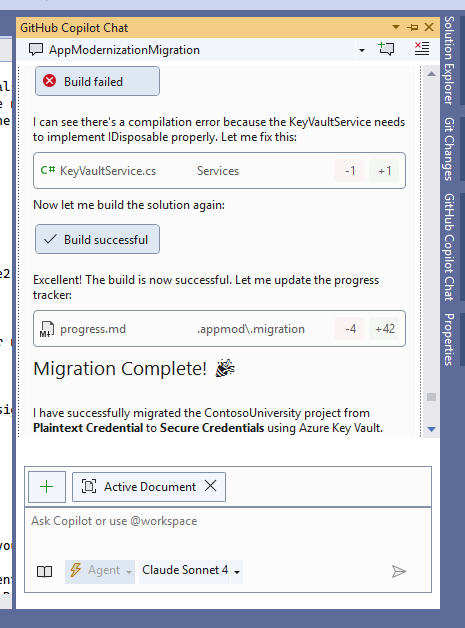 GitHub Copilot Chat
AppModernizationMigration
Build failed
I can see there's a compilation error because the KeyVaultService needs
to implement IDisposable properly. Let me fix this:
C# KeyVaultService.cs Services -1 +1
Now let me build the solution again:
Build successful
Excellent! The build is now successful. Let me update the progress
tracker:
M↓ progress.md .appmod\.migration -4 +42
Migration Complete! 🎉
I have successfully migrated the ContosoUniversity project from
Plaintext Credential to Secure Credentials using Azure Key Vault.
Active Document
Ask Copilot or use @workspace
Agent Claude Sonnet 4
Solution Explorer
Git Changes
GitHub Copilot Chat
Properties